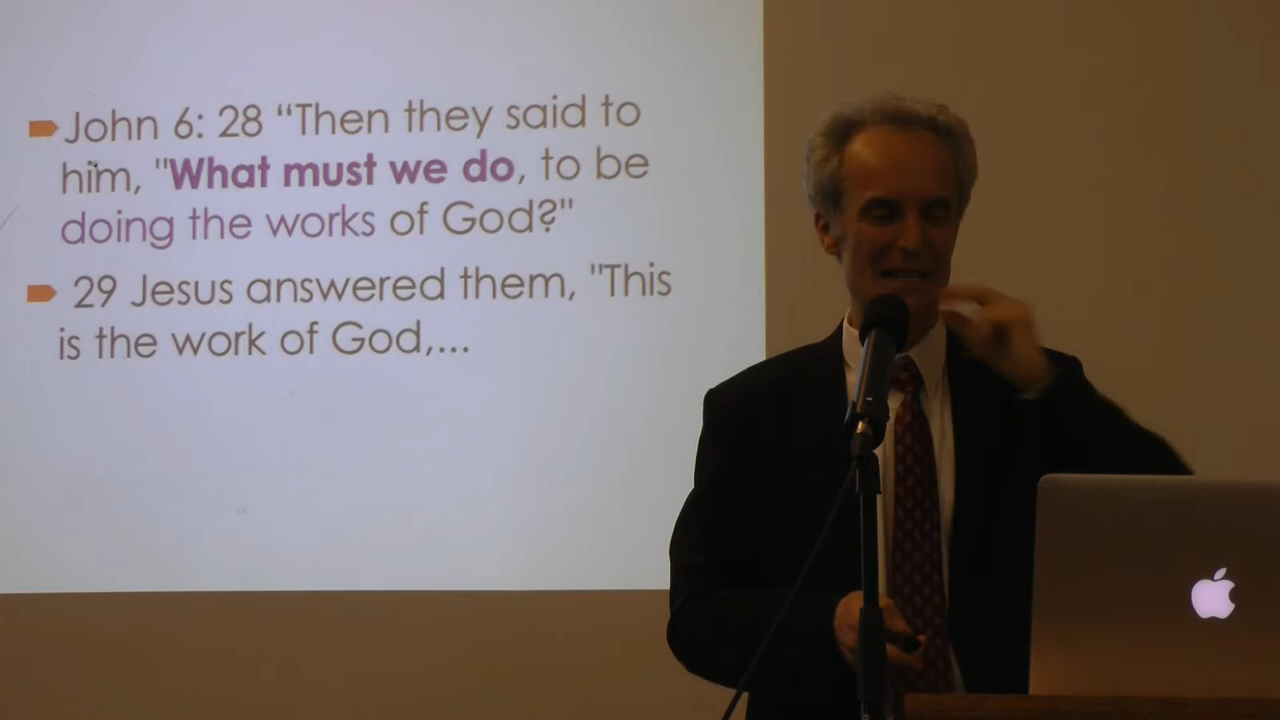 John 6: 28 “Then they said to
him, "What must we do, to be
doing the works of God?"
29 Jesus answered them, "This
is the work of God,...